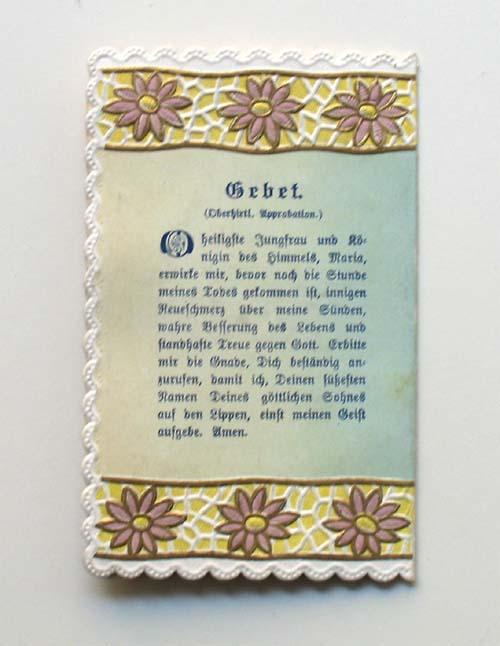 Gebet.
(Oberhirtl. Approbation.)
O heiligste Jungfrau und Kö-
nigin des Himmels, Maria,
erwirke mir, bevor noch die Stunde
meines Todes gekommen ist, innigen
Reueschmerz über meine Sünden,
wahre Besserung des Lebens und
standhafte Treue gegen Gott. Erbitte
mir die Gnade, Dich beständig an-
zurufen, damit ich, Deinen süßesten
Namen Deines göttlichen Sohnes
auf den Lippen, einst meinen Geist
aufgebe. Amen.